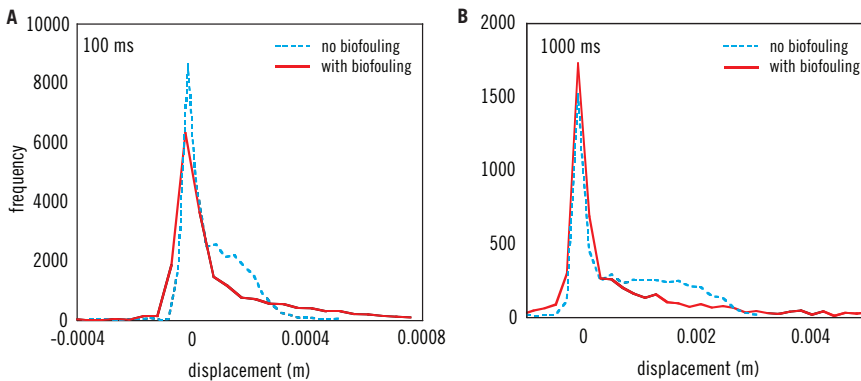 A
100 ms
no biofouling
with biofouling
frequency
10000
8000
6000
4000
2000
0
-0.0004
0
0.0004
0.0008
displacement (m)
B
1000 ms
no biofouling
with biofouling
2000
1500
1000
500
0
0
0.002
0.004
displacement (m)